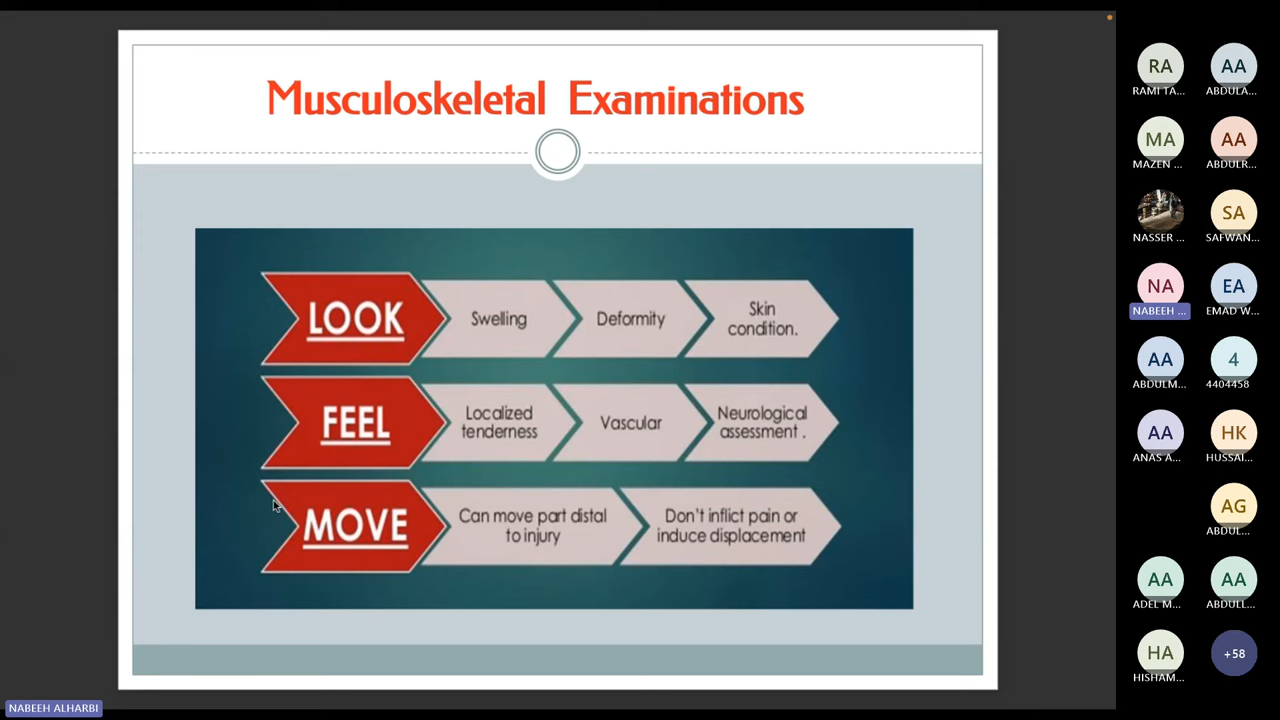 Musculoskeletal Examinations
LOOK
Swelling
Deformity
Skin
condition.
FEEL
Localized
tenderness
Vascular
Neurological
assessment .
MOVE
Can move part distal
to injury
Don't inflict pain or
induce displacement
RA
RAMI TA...
AA
ABDULA...
MA
MAZEN ...
AA
ABDULR...
NASSER ...
SA
SAFWAN...
NA
NABEEH ...
EA
EMAD W...
AA
ABDULM...
4
4404458
AA
ANAS A...
HK
HUSSAI...
AG
ABDUL...
AA
ADEL M...
AA
ABDULL...
HA
HISHAM...
+58
NABEEH ALHARBI